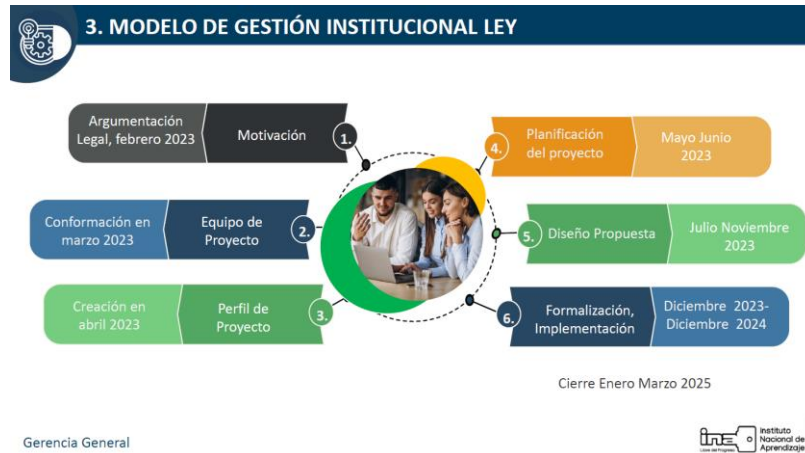 3. MODELO DE GESTIÓN INSTITUCIONAL LEY
Argumentación
Legal, febrero 2023
Motivación
1.
Conformación en
marzo 2023
Equipo de
Proyecto
2.
Creación en
abril 2023
Perfil de
Proyecto
3.
4.
Planificación
del proyecto
Mayo Junio
2023
5.
Diseño Propuesta
Julio Noviembre
2023
6.
Formalización,
Implementación
Diciembre 2023-
Diciembre 2024
Cierre Enero Marzo 2025
Gerencia General
ina
Llave del Progreso
Instituto
Nacional de
Aprendizaje